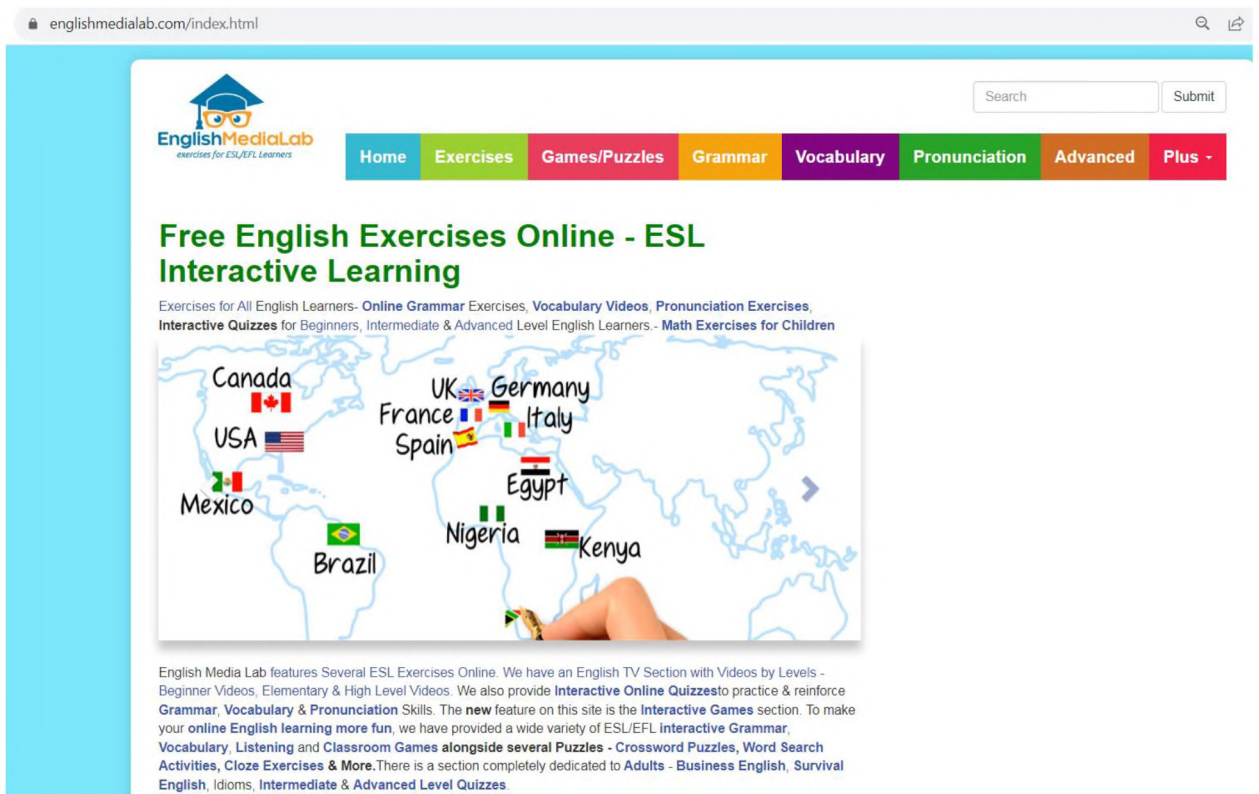 englishmedialab.com/index.html
EnglishMediaLab
exercises for ESL/EFL Learners
Search
Submit
Home Exercises Games/Puzzles Grammar Vocabulary Pronunciation Advanced Plus
Free English Exercises Online - ESL
Interactive Learning
Exercises for All English Learners- Online Grammar Exercises, Vocabulary Videos, Pronunciation Exercises,
Interactive Quizzes for Beginners, Intermediate & Advanced Level English Learners.- Math Exercises for Children
Canada
UK Germany
France Italy
USA
Spain
Egypt
Mexico
Nigeria
Kenya
Brazil
English Media Lab features Several ESL Exercises Online. We have an English TV Section with Videos by Levels -
Beginner Videos, Elementary & High Level Videos. We also provide Interactive Online Quizzesto practice & reinforce
Grammar, Vocabulary & Pronunciation Skills. The new feature on this site is the Interactive Games section. To make
your online English learning more fun, we have provided a wide variety of ESL/EFL interactive Grammar,
Vocabulary, Listening and Classroom Games alongside several Puzzles - Crossword Puzzles, Word Search
Activities, Cloze Exercises & More.There is a section completely dedicated to Adults - Business English, Survival
English, Idioms, Intermediate & Advanced Level Quizzes.